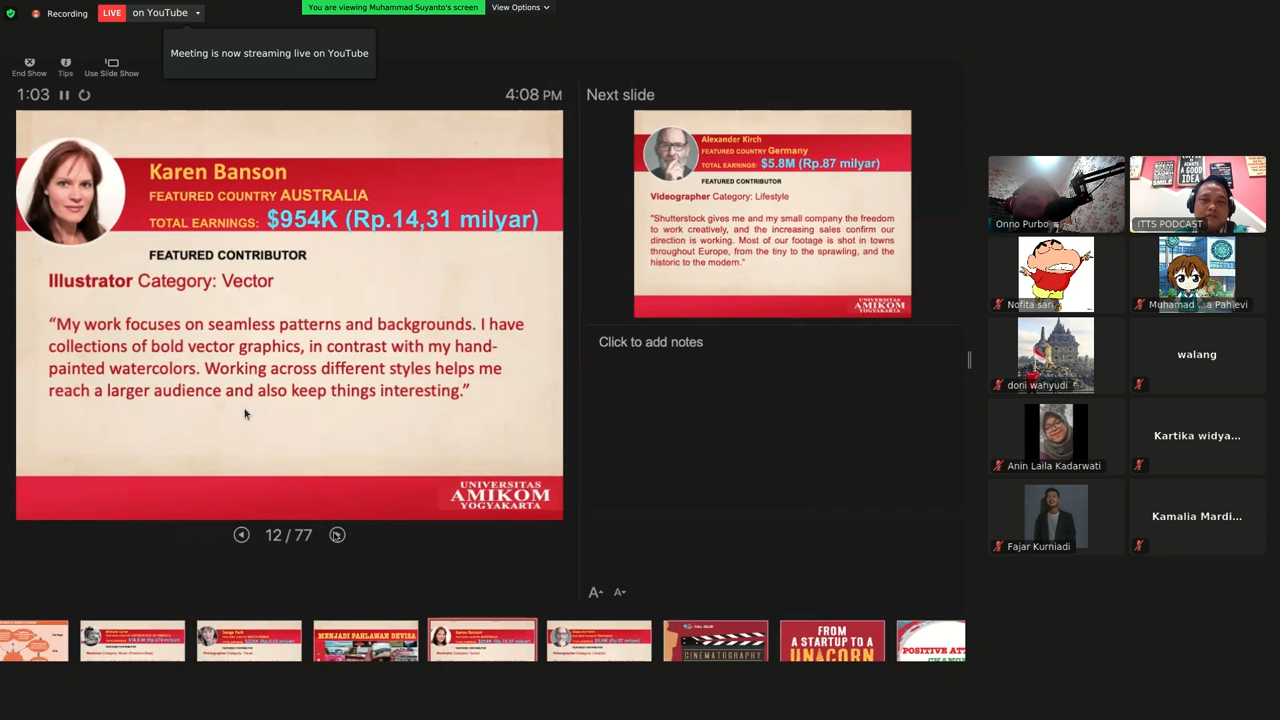 Recording
LIVE on YouTube
You are viewing Muhammad Suyanto's screen
View Options
Meeting is now streaming live on YouTube
End Show
Tips
Use Slide Show
1:03
4:08 PM
Next slide
Karen Banson
FEATURED COUNTRY AUSTRALIA
TOTAL EARNINGS: $954K (Rp.14,31 milyar)
FEATURED CONTRIBUTOR
Illustrator Category: Vector
“My work focuses on seamless patterns and backgrounds. I have
collections of bold vector graphics, in contrast with my hand-
painted watercolors. Working across different styles helps me
reach a larger audience and also keep things interesting.”
UNIVERSITAS
AMIKOM
YOGYAKARTA
12 / 77
Alexander Kirch
FEATURED COUNTRY Germany
TOTAL EARNINGS: $5.8M (Rp.87 milyar)
FEATURED CONTRIBUTOR
Videographer Category: Lifestyle
"Shutterstock gives me and my small company the freedom
to work creatively, and the increasing sales confirm our
direction is working. Most of our footage is shot in towns
throughout Europe, from the tiny to the sprawling, and the
historic to the modern."
UNIVERSITAS
AMIKOM
YOGYAKARTA
Click to add notes
A A
MENJADI PAHLAWAN DEVISA
CINEMATOGRAPHY
FROM
A STARTUP TO A
UNICORN
POSITIVE ATT
Onno Purbo
ITTS PODCAST
A GOOD
IDEA
Nofita sari
Muhamad ...a Pahlevi
doni wahyudi
walang
Anin Laila Kadarwati
Kartika widya...
Fajar Kurniadi
Kamalia Mardi...